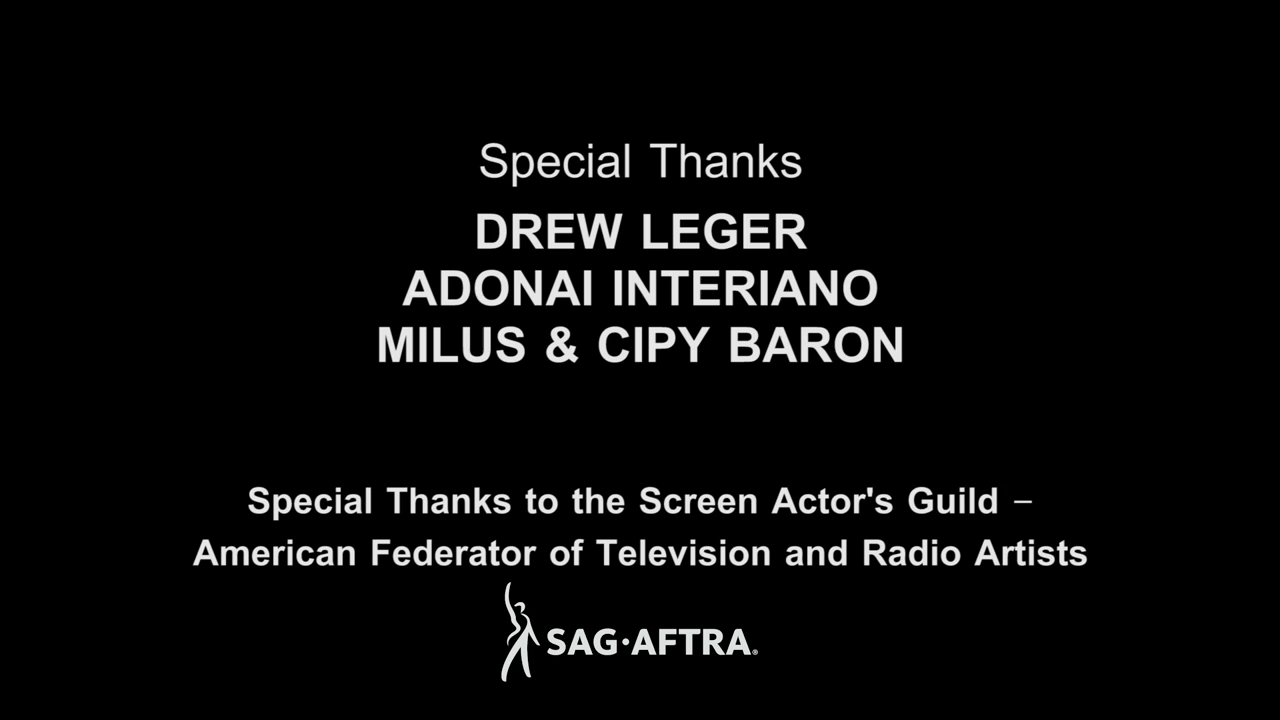 Special Thanks
DREW LEGER
ADONAI INTERIANO
MILUS & CIPY BARON
Special Thanks to the Screen Actor's Guild –
American Federator of Television and Radio Artists
SAG·AFTRA®